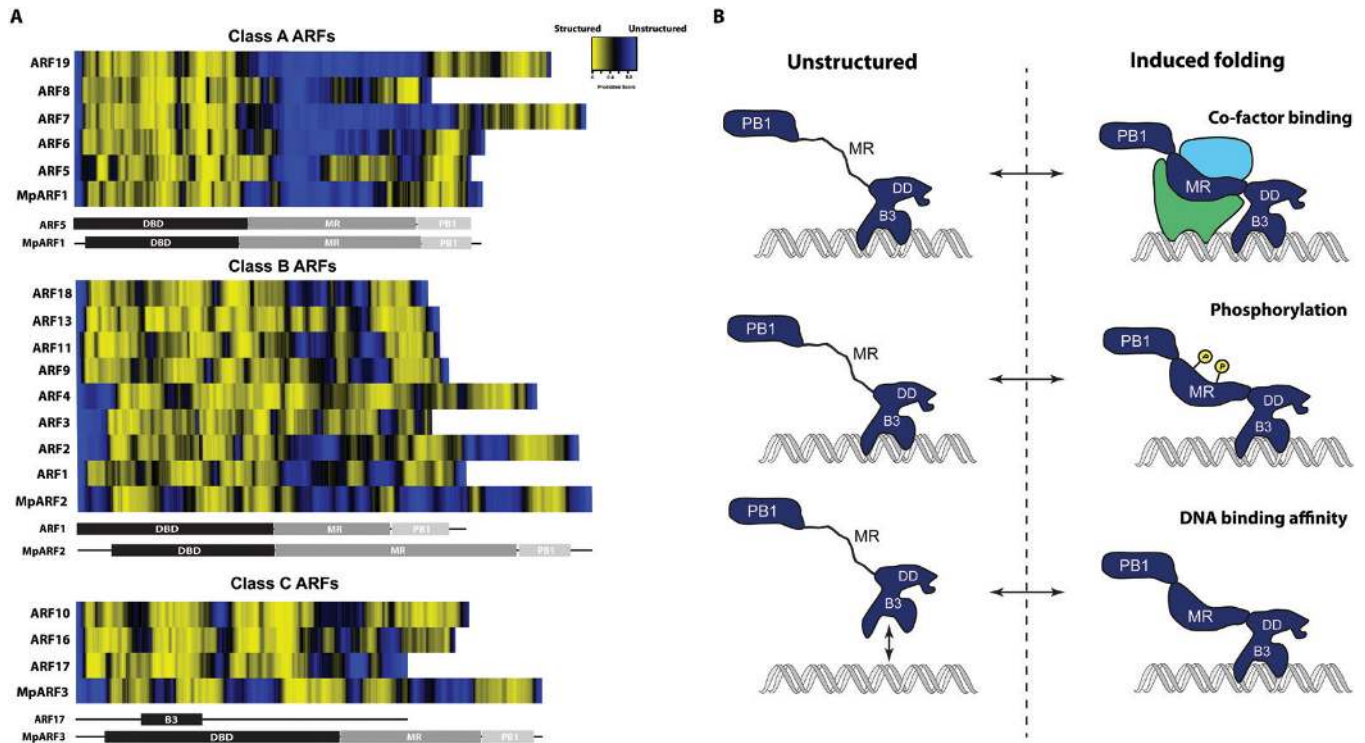 A
Class A ARFs
Structured Unstructured
ARF19
ARF8
ARF7
ARF6
ARF5
MpARF1
ARF5 DBD MR PB1
MpARF1 DBD MR PB1
Class B ARFs
ARF18
ARF13
ARF11
ARF9
ARF4
ARF3
ARF2
ARF1
MpARF2
ARF1 DBD MR PB1
MpARF2 DBD MR PB1
Class C ARFs
ARF10
ARF16
ARF17
MpARF3
ARF17 B3
MpARF3 DBD MR PB1
B
Unstructured Induced folding
Co-factor binding
PB1 MR DD B3
PB1 MR DD B3
Phosphorylation
PB1 MR DD B3
PB1 P P MR DD B3
DNA binding affinity
PB1 MR DD B3
PB1 MR DD B3